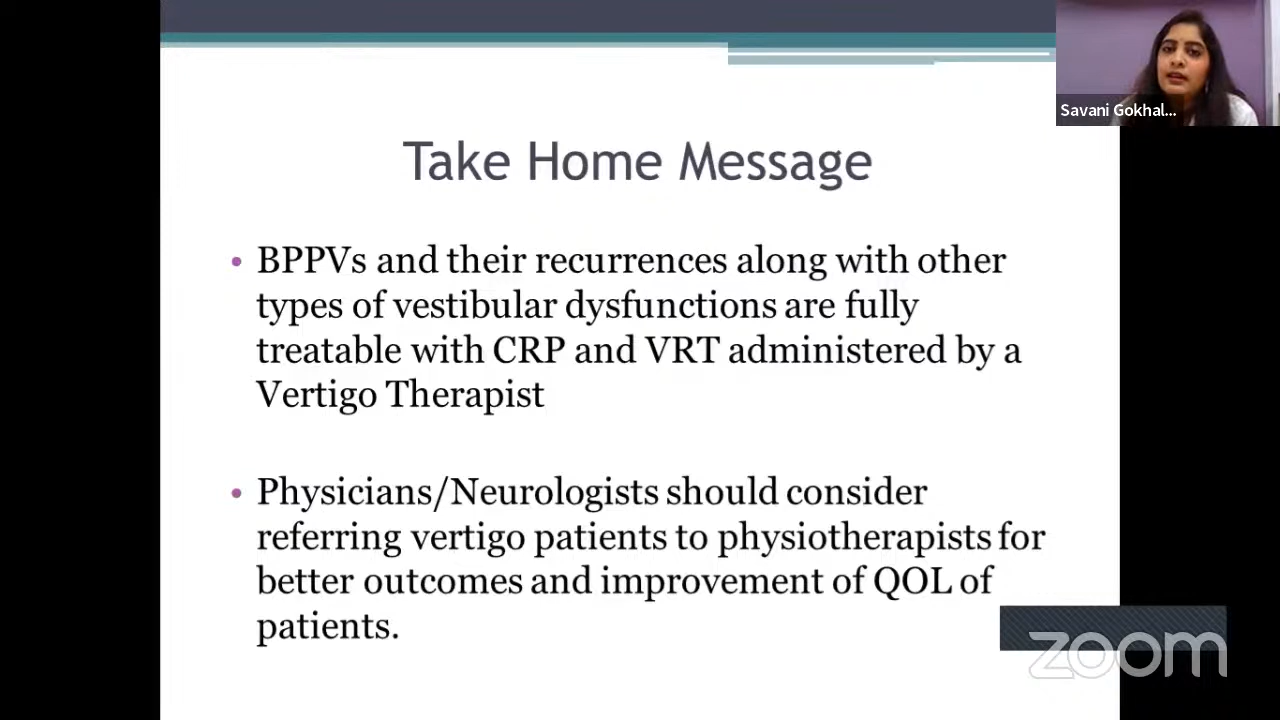 Savani Gokhal...
Take Home Message
• BPPVs and their recurrences along with other
types of vestibular dysfunctions are fully
treatable with CRP and VRT administered by a
Vertigo Therapist
• Physicians/Neurologists should consider
referring vertigo patients to physiotherapists for
better outcomes and improvement of QOL of
patients.
zoom